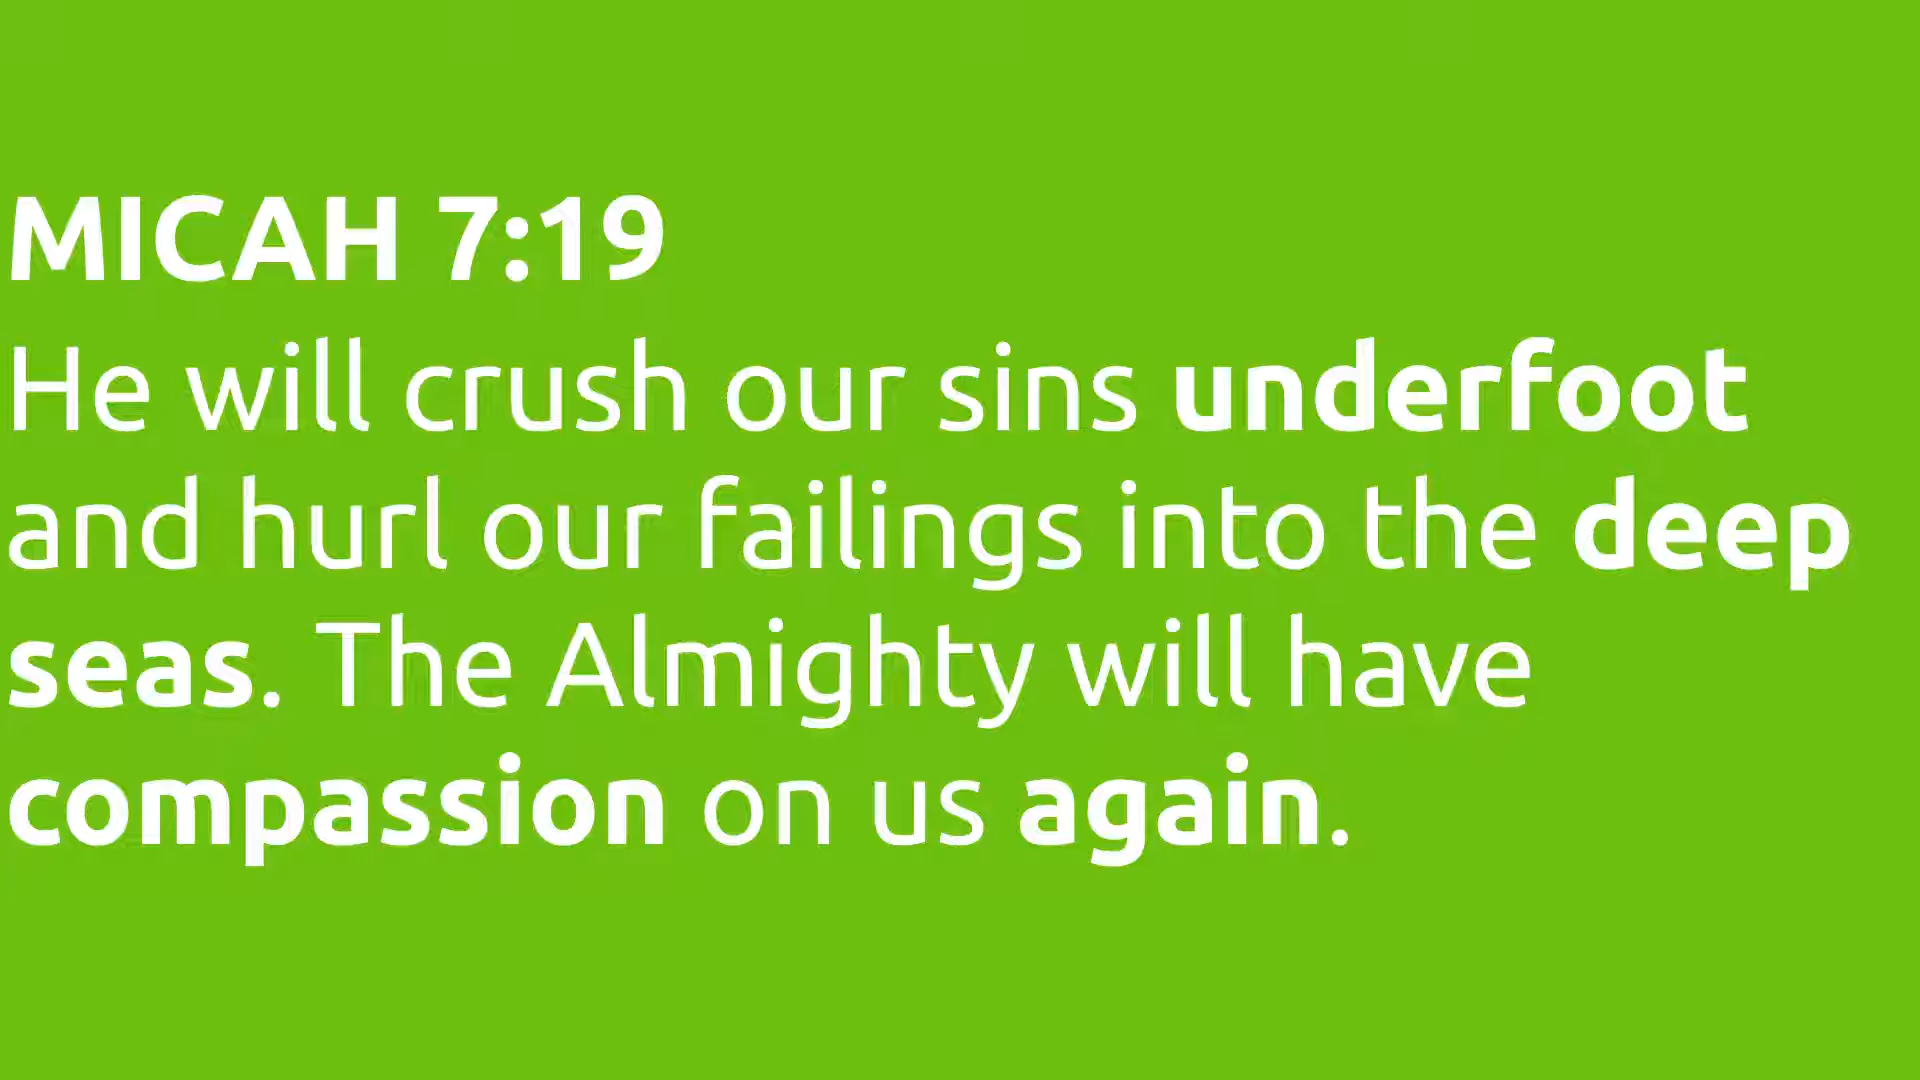 MICAH 7:19
He will crush our sins underfoot
and hurl our failings into the deep
seas. The Almighty will have
compassion on us again.